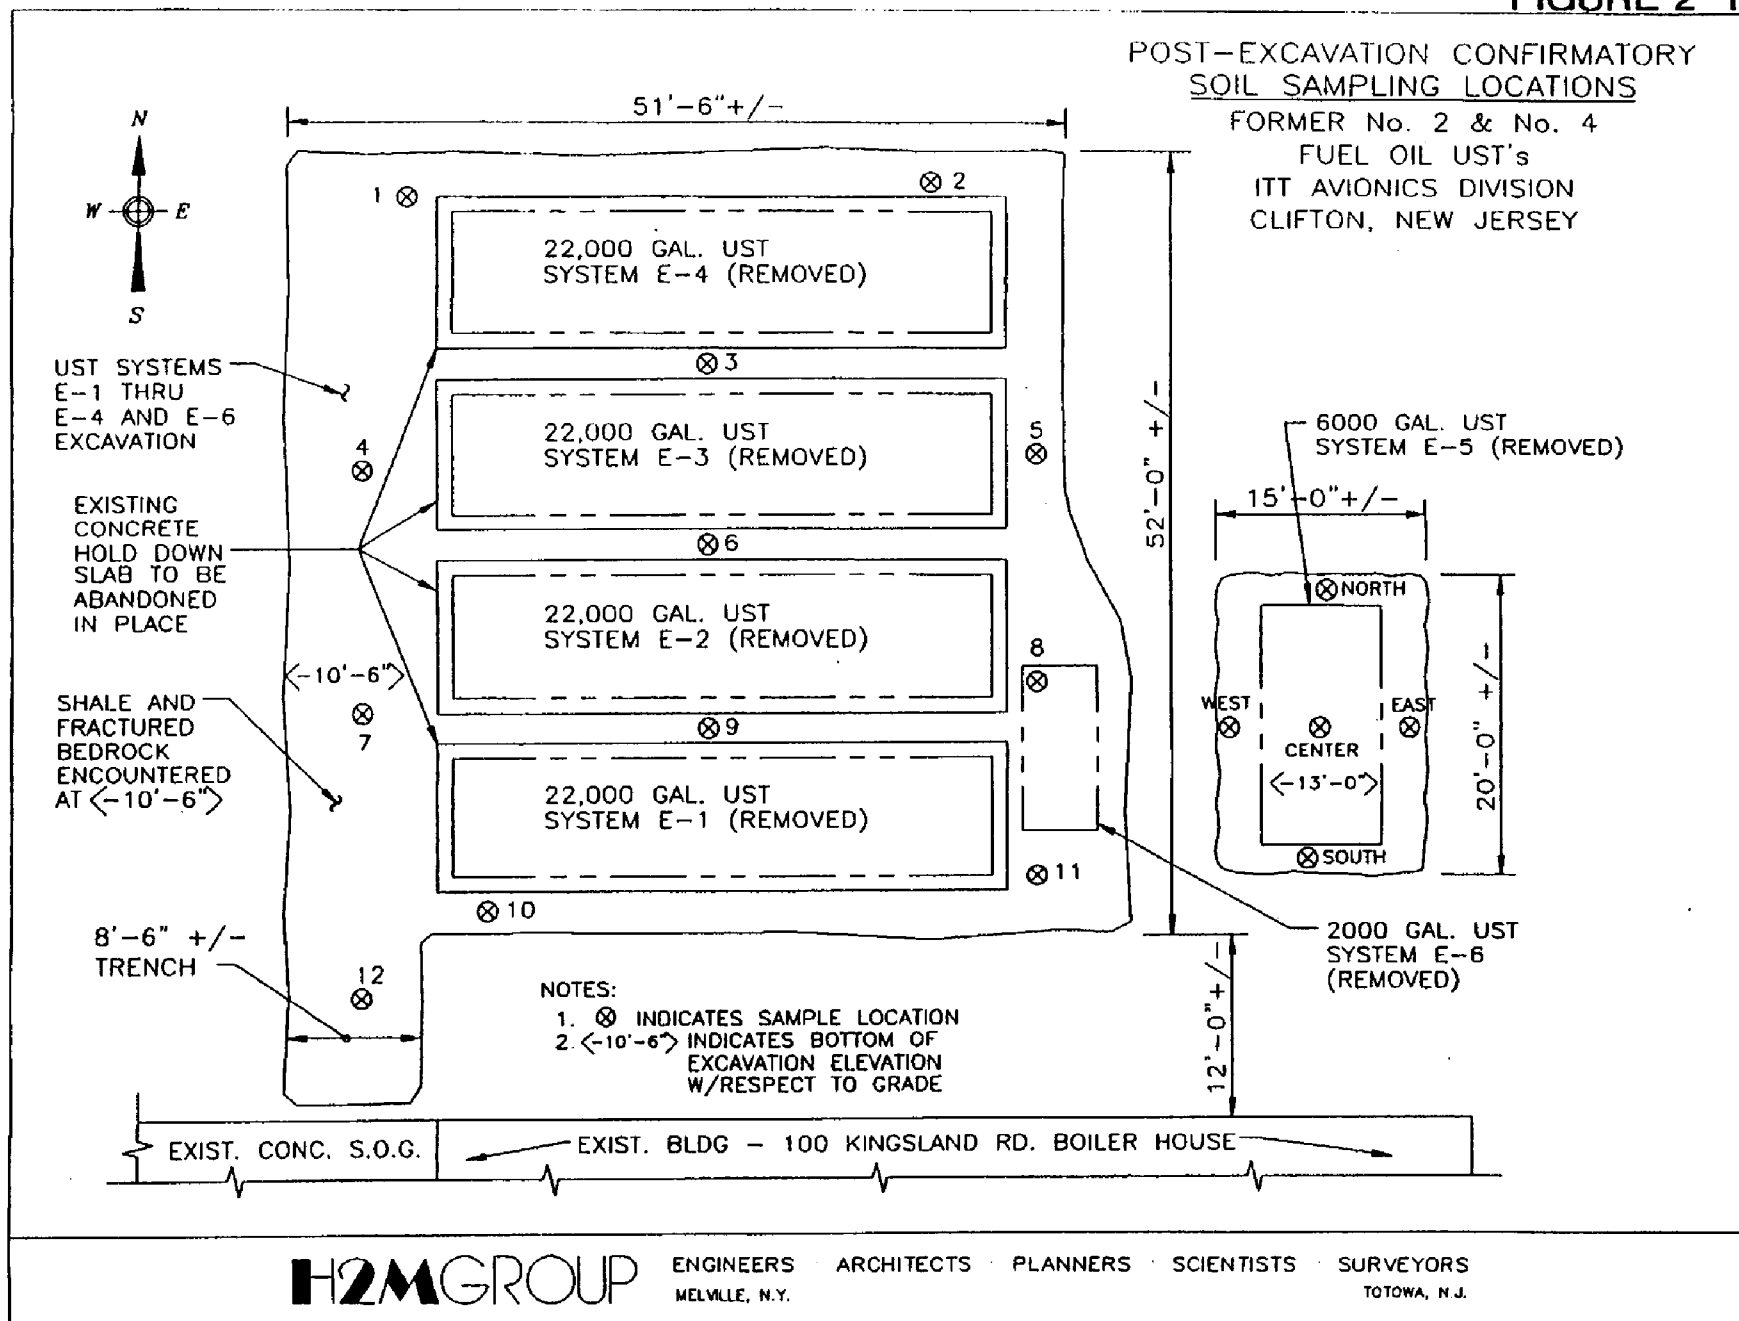 FIGURE 2-1
POST-EXCAVATION CONFIRMATORY
SOIL SAMPLING LOCATIONS
FORMER No. 2 & No. 4
FUEL OIL UST's
ITT AVIONICS DIVISION
CLIFTON, NEW JERSEY
51'-6"+/-
N
W
E
S
1
2
22,000 GAL. UST
SYSTEM E-4 (REMOVED)
3
UST SYSTEMS
E-1 THRU
E-4 AND E-6
EXCAVATION
4
22,000 GAL. UST
SYSTEM E-3 (REMOVED)
5
52'-0" +/-
6000 GAL. UST
SYSTEM E-5 (REMOVED)
15'-0"+/-
EXISTING
CONCRETE
HOLD DOWN
SLAB TO BE
ABANDONED
IN PLACE
6
22,000 GAL. UST
SYSTEM E-2 (REMOVED)
8
NORTH
WEST
EAST
CENTER
<-13'-0">
SOUTH
20'-0" +/-
<-10'-6">
7
SHALE AND
FRACTURED
BEDROCK
ENCOUNTERED
AT <-10'-6">
9
22,000 GAL. UST
SYSTEM E-1 (REMOVED)
11
10
2000 GAL. UST
SYSTEM E-6
(REMOVED)
8'-6" +/-
TRENCH
12
12'-0"+/-
NOTES:
1. ⊗ INDICATES SAMPLE LOCATION
2. <-10'-6"> INDICATES BOTTOM OF
EXCAVATION ELEVATION
W/RESPECT TO GRADE
EXIST. CONC. S.O.G.
EXIST. BLDG - 100 KINGSLAND RD. BOILER HOUSE
H2MGROUP
ENGINEERS · ARCHITECTS · PLANNERS · SCIENTISTS · SURVEYORS
MELVILLE, N.Y.
TOTOWA, N.J.